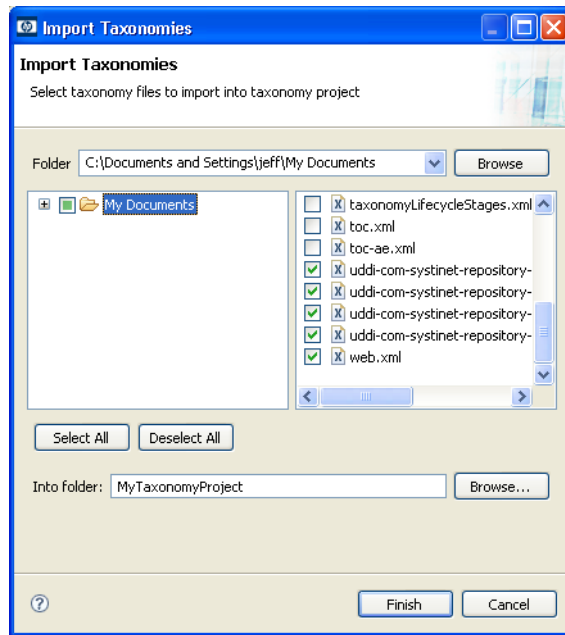 Import Taxonomies
Import Taxonomies
Select taxonomy files to import into taxonomy project
Folder C:\Documents and Settings\jeff\My Documents Browse
My Documents
taxonomyLifecycleStages.xml
toc.xml
toc-ae.xml
uddi-com-systinet-repository-
uddi-com-systinet-repository-
uddi-com-systinet-repository-
uddi-com-systinet-repository-
web.xml
Select All Deselect All
Into folder: MyTaxonomyProject Browse...
Finish Cancel